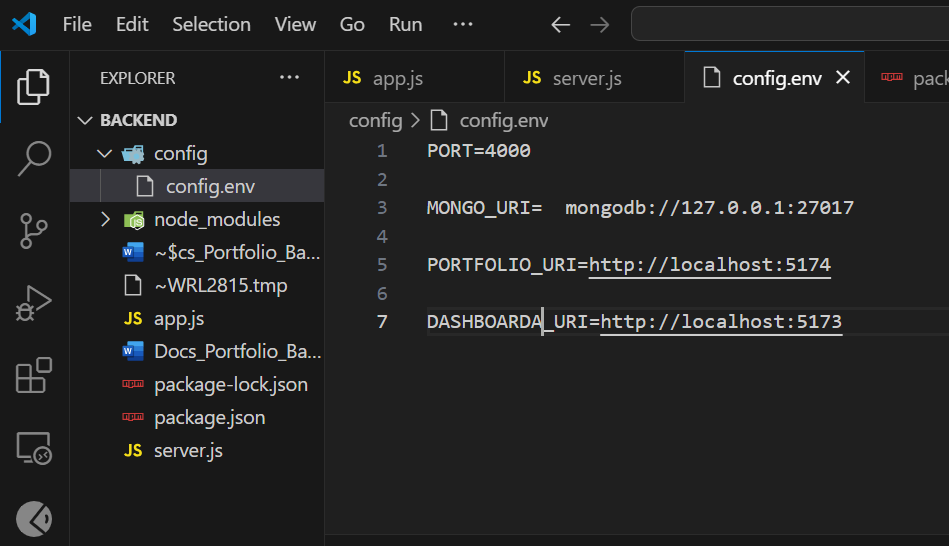 File Edit Selection View Go Run ···
EXPLORER ···
BACKEND
config
config.env
node_modules
~$cs_Portfolio_Ba...
~WRL2815.tmp
JS app.js
Docs_Portfolio_Ba...
package-lock.json
package.json
JS server.js
JS app.js JS server.js config.env pack
config > config.env
1 PORT=4000
2
3 MONGO_URI=  mongodb://127.0.0.1:27017
4
5 PORTFOLIO_URI=http://localhost:5174
6
7 DASHBOARDA_URI=http://localhost:5173